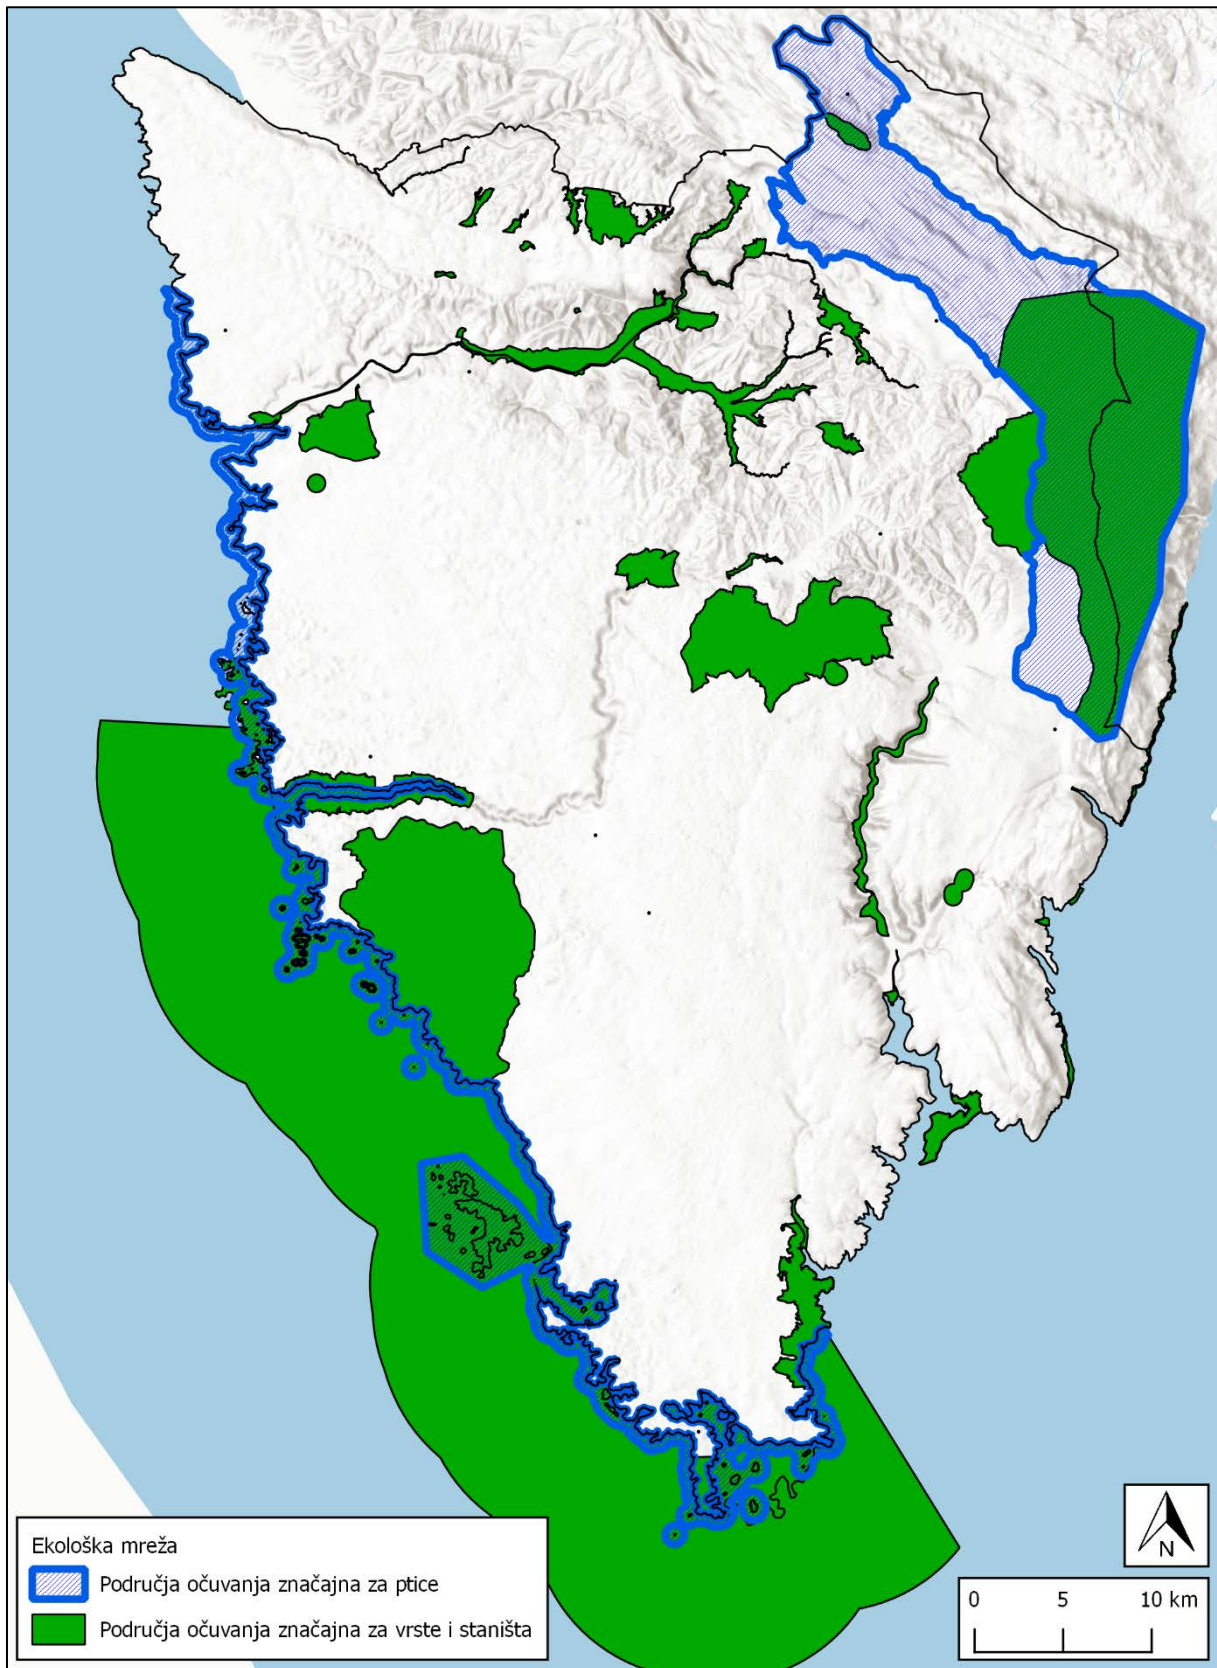 Ekološka mreža
Područja očuvanja značajna za ptice
Područja očuvanja značajna za vrste i staništa
N
0 5 10 km